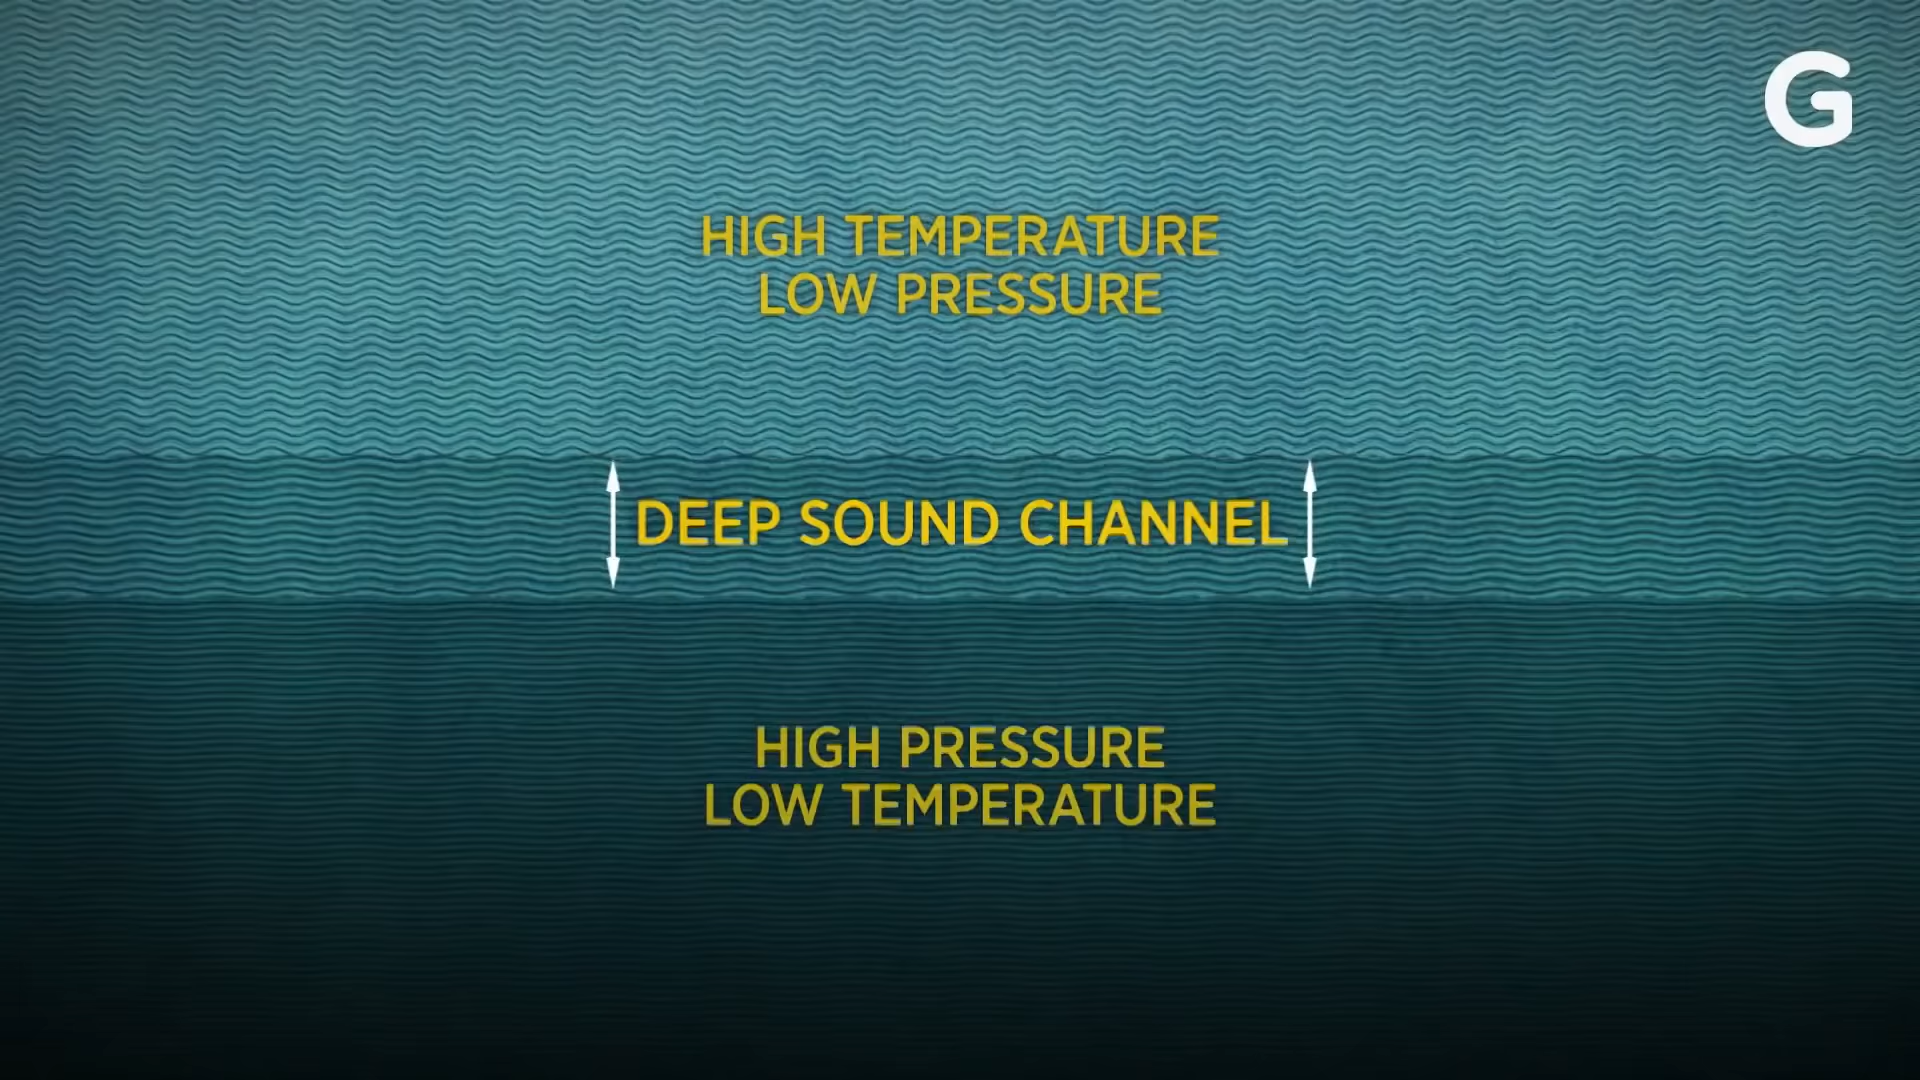 G
HIGH TEMPERATURE
LOW PRESSURE
DEEP SOUND CHANNEL
HIGH PRESSURE
LOW TEMPERATURE